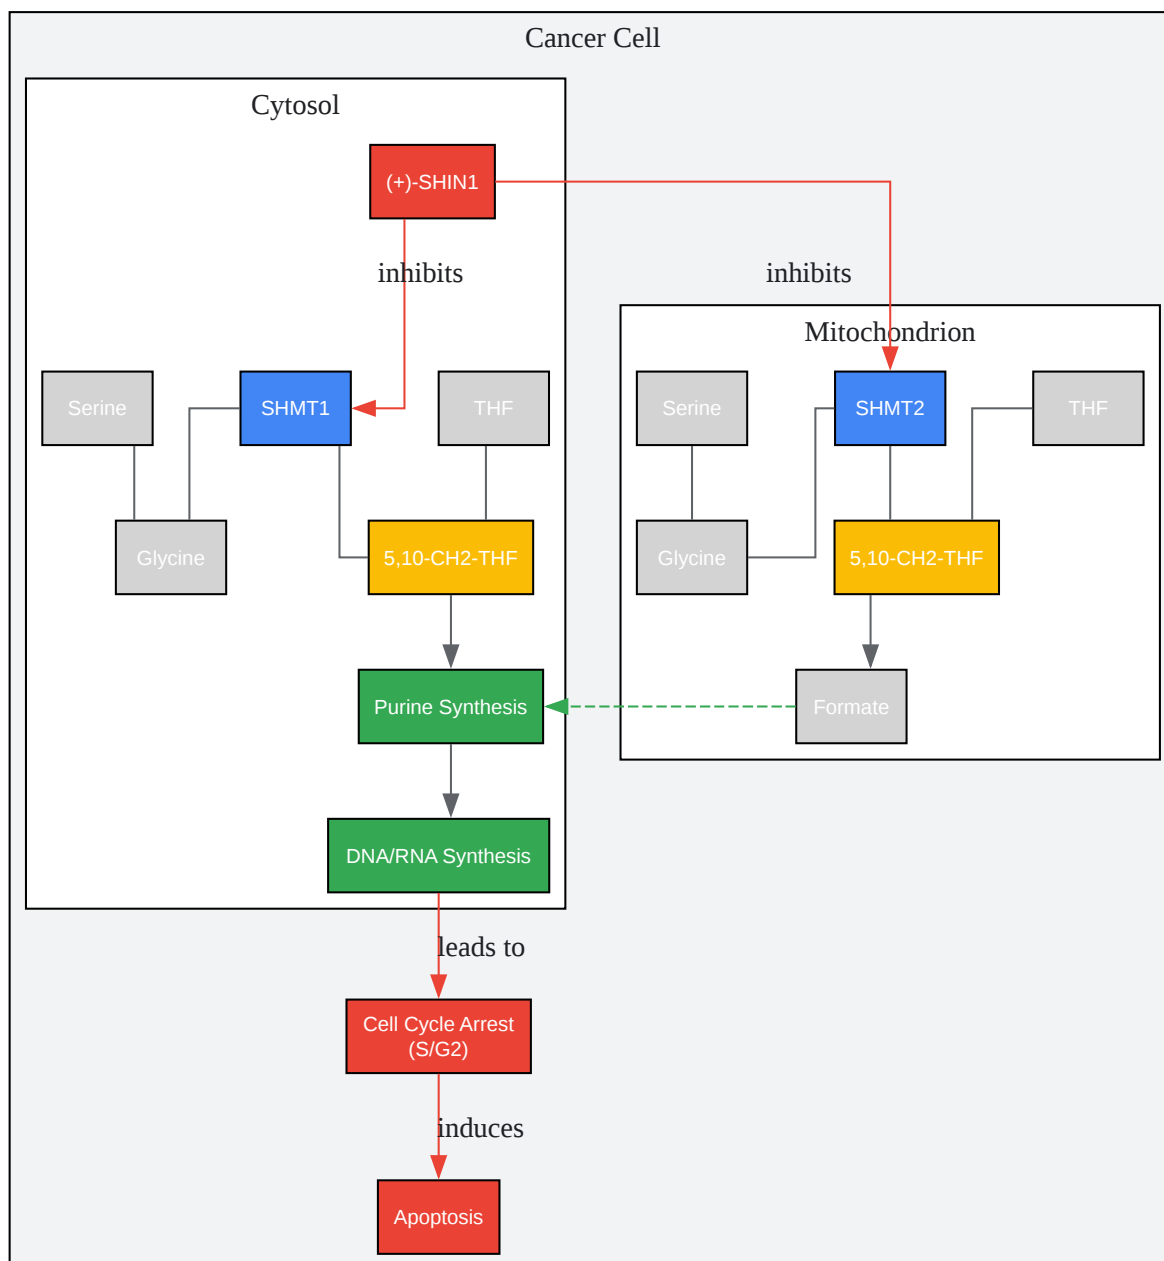 Cancer Cell
Cytosol
(+)-SHIN1
inhibits
inhibits
Mitochondrion
Serine
SHMT1
THF
Serine
SHMT2
THF
Glycine
5,10-CH2-THF
Glycine
5,10-CH2-THF
Purine Synthesis
Formate
DNA/RNA Synthesis
leads to
Cell Cycle Arrest
(S/G2)
induces
Apoptosis